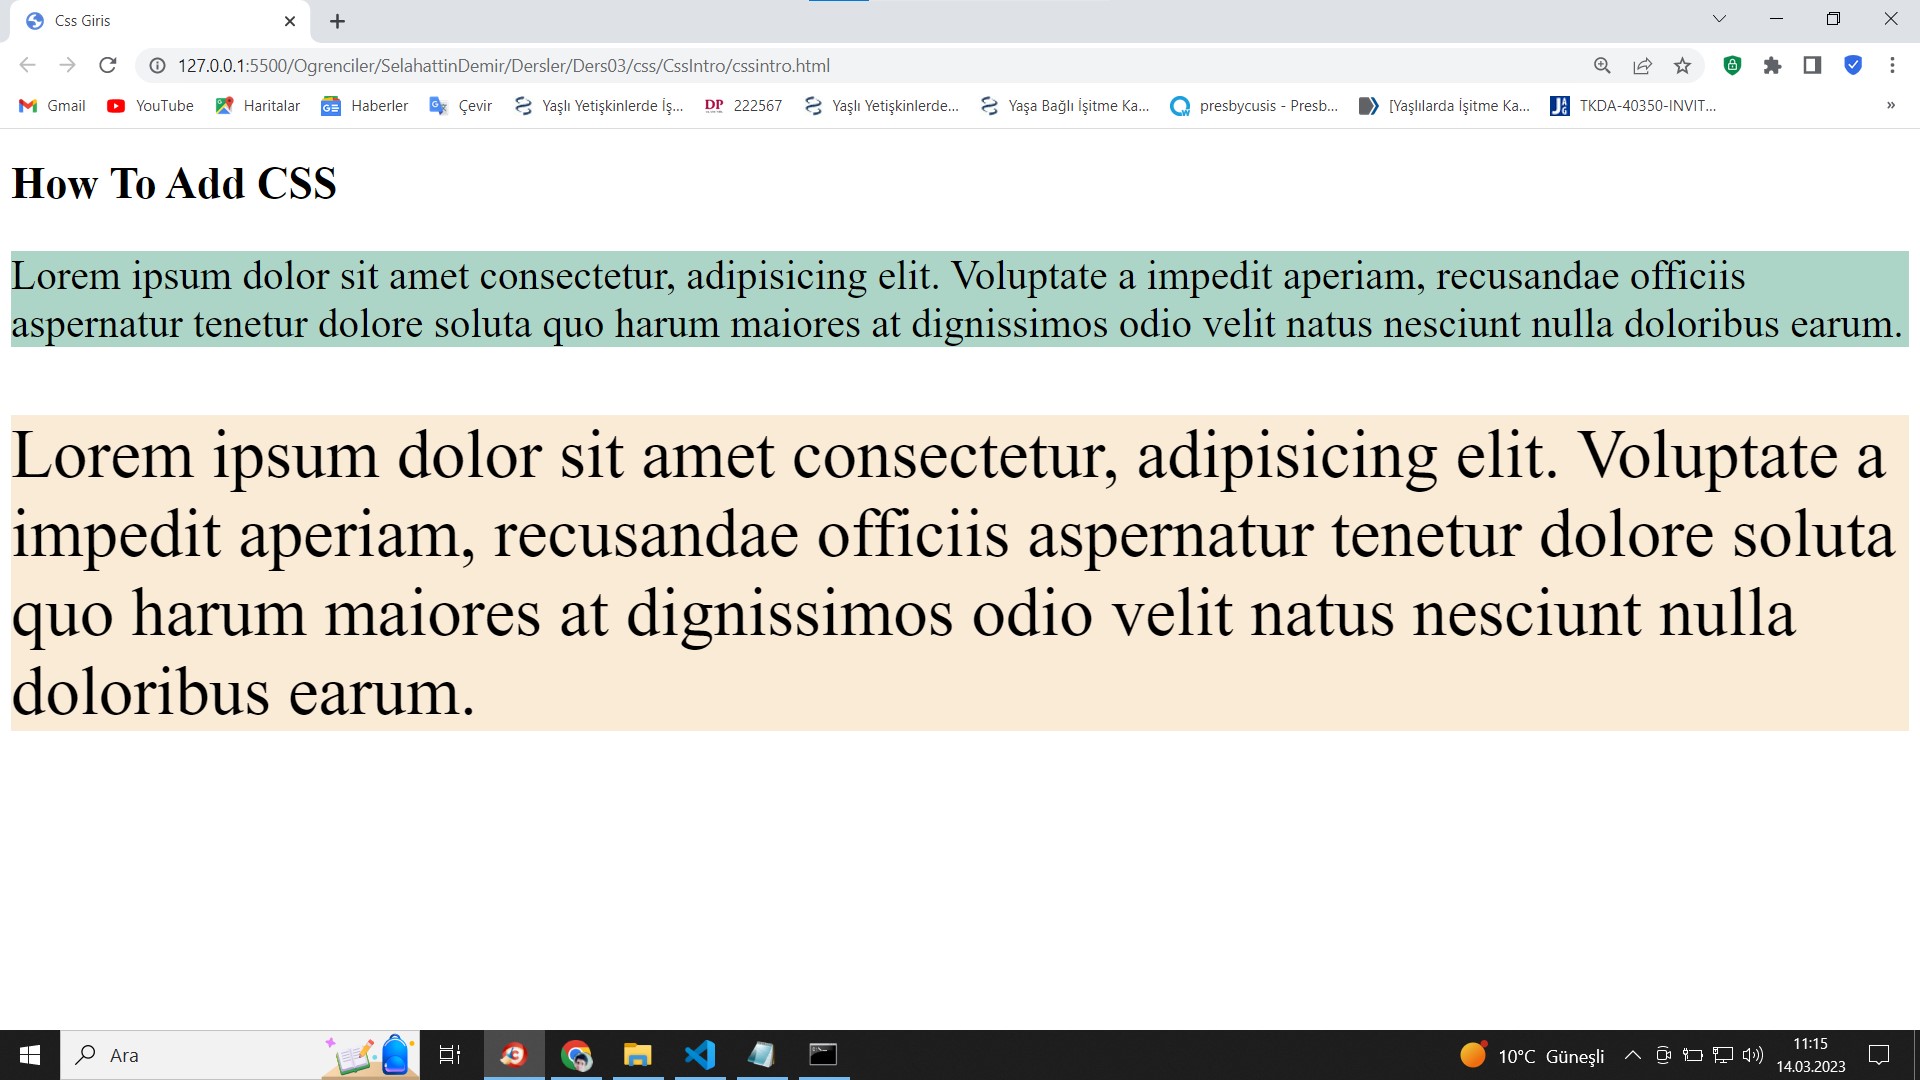 Css Giris
127.0.0.1:5500/Ogrenciler/SelahattinDemir/Dersler/Ders03/css/CssIntro/cssintro.html
Gmail YouTube Haritalar Haberler Çevir Yaşlı Yetişkinlerde İş... DP 222567 Yaşlı Yetişkinlerde... Yaşa Bağlı İşitme Ka... presbycusis - Presb... [Yaşlılarda İşitme Ka... TKDA-40350-INVIT... »
How To Add CSS
Lorem ipsum dolor sit amet consectetur, adipisicing elit. Voluptate a impedit aperiam, recusandae officiis
aspernatur tenetur dolore soluta quo harum maiores at dignissimos odio velit natus nesciunt nulla doloribus earum.
Lorem ipsum dolor sit amet consectetur, adipisicing elit. Voluptate a
impedit aperiam, recusandae officiis aspernatur tenetur dolore soluta
quo harum maiores at dignissimos odio velit natus nesciunt nulla
doloribus earum.
Ara
10°C Güneşli
11:15
14.03.2023